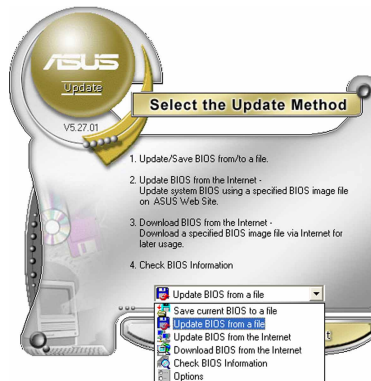 ASUS
Update
V5.27.01
Select the Update Method
1. Update/Save BIOS from/to a file.
2. Update BIOS from the Internet -
Update system BIOS using a specified BIOS image file
on ASUS Web Site.
3. Download BIOS from the Internet -
Download a specified BIOS image file via Internet for
later usage.
4. Check BIOS Information
Update BIOS from a file
Save current BIOS to a file
Update BIOS from a file
Update BIOS from the Internet
Download BIOS from the Internet
Check BIOS Information
Options